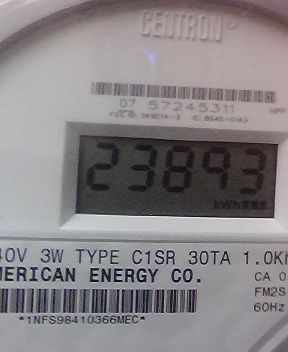 CENTRON®
07 57245311
23893
kWh
40V 3W TYPE C1SR 30TA 1.0Kh
MERICAN ENERGY CO.
CA 0
FM2S
60Hz
*1NFS98410366MEC*